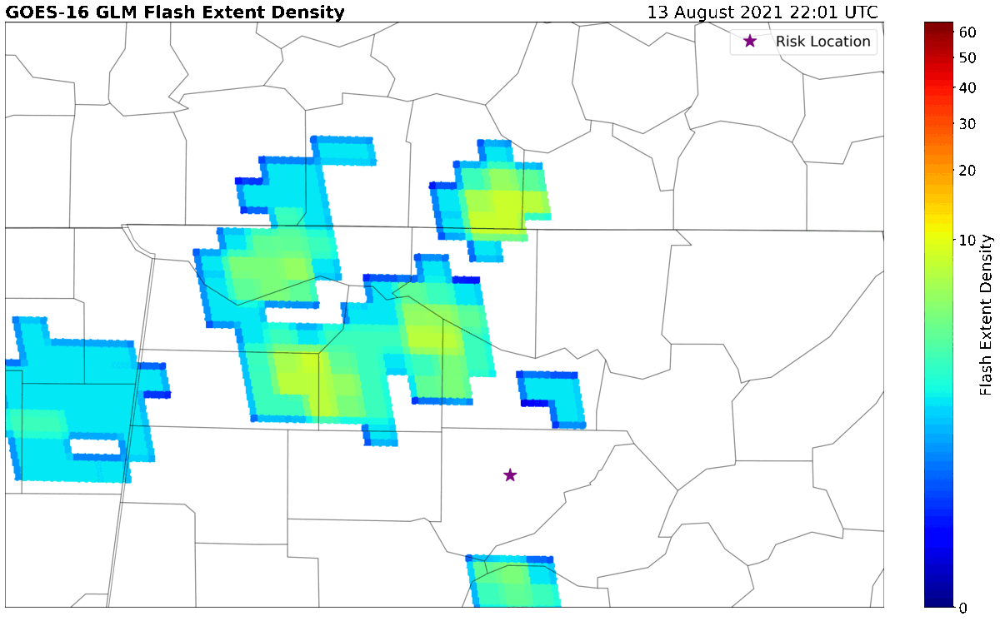 GOES-16 GLM Flash Extent Density
13 August 2021 22:01 UTC
Risk Location
60
50
40
30
20
10
0
Flash Extent Density